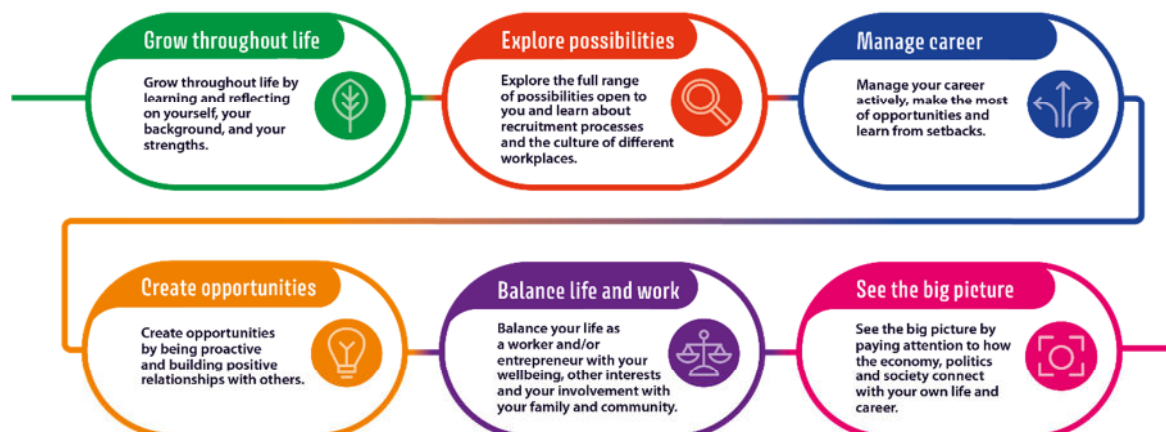 Grow throughout life
Grow throughout life by
learning and reflecting
on yourself, your
background, and your
strengths.
Explore possibilities
Explore the full range
of possibilities open to
you and learn about
recruitment processes
and the culture of different
workplaces.
Manage career
Manage your career
actively, make the most
of opportunities and
learn from setbacks.
Create opportunities
Create opportunities
by being proactive
and building positive
relationships with others.
Balance life and work
Balance your life as
a worker and/or
entrepreneur with your
wellbeing, other interests
and your involvement with
your family and community.
See the big picture
See the big picture by
paying attention to how
the economy, politics
and society connect
with your own life and
career.